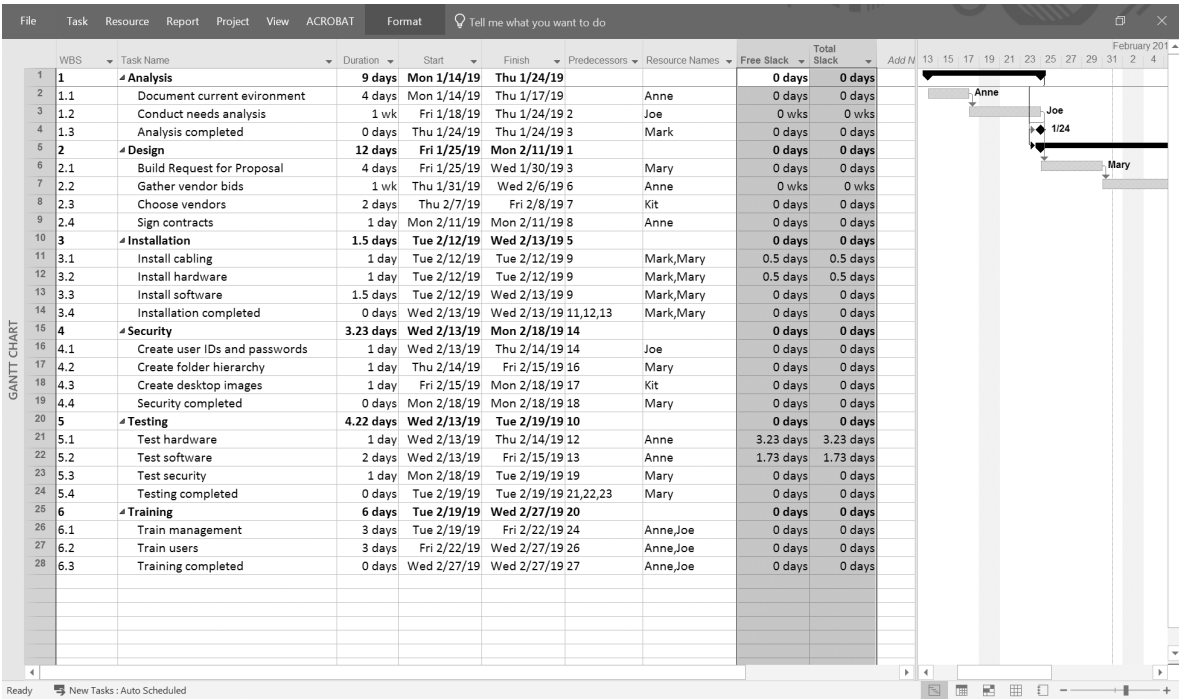 File Task Resource Report Project View ACROBAT Format Tell me what you want to do
February 201
WBS Task Name Duration Start Finish Predecessors Resource Names Free Slack Total Slack Add N 13 15 17 19 21 23 25 27 29 31 2 4
1 1 Analysis 9 days Mon 1/14/19 Thu 1/24/19 0 days 0 days
2 1.1 Document current evironment 4 days Mon 1/14/19 Thu 1/17/19 Anne 0 days 0 days Anne
3 1.2 Conduct needs analysis 1 wk Fri 1/18/19 Thu 1/24/19 2 Joe 0 wks 0 wks Joe
4 1.3 Analysis completed 0 days Thu 1/24/19 Thu 1/24/19 3 Mark 0 days 0 days 1/24
5 2 Design 12 days Fri 1/25/19 Mon 2/11/19 1 0 days 0 days
6 2.1 Build Request for Proposal 4 days Fri 1/25/19 Wed 1/30/19 3 Mary 0 days 0 days Mary
7 2.2 Gather vendor bids 1 wk Thu 1/31/19 Wed 2/6/19 6 Anne 0 wks 0 wks
8 2.3 Choose vendors 2 days Thu 2/7/19 Fri 2/8/19 7 Kit 0 days 0 days
9 2.4 Sign contracts 1 day Mon 2/11/19 Mon 2/11/19 8 Anne 0 days 0 days
10 3 Installation 1.5 days Tue 2/12/19 Wed 2/13/19 5 0 days 0 days
11 3.1 Install cabling 1 day Tue 2/12/19 Tue 2/12/19 9 Mark,Mary 0.5 days 0.5 days
12 3.2 Install hardware 1 day Tue 2/12/19 Tue 2/12/19 9 Mark,Mary 0.5 days 0.5 days
13 3.3 Install software 1.5 days Tue 2/12/19 Wed 2/13/19 9 Mark,Mary 0 days 0 days
14 3.4 Installation completed 0 days Wed 2/13/19 Wed 2/13/19 11,12,13 Mark,Mary 0 days 0 days
15 4 Security 3.23 days Wed 2/13/19 Mon 2/18/19 14 0 days 0 days
16 4.1 Create user IDs and passwords 1 day Wed 2/13/19 Thu 2/14/19 14 Joe 0 days 0 days
17 4.2 Create folder hierarchy 1 day Thu 2/14/19 Fri 2/15/19 16 Mary 0 days 0 days
18 4.3 Create desktop images 1 day Fri 2/15/19 Mon 2/18/19 17 Kit 0 days 0 days
19 4.4 Security completed 0 days Mon 2/18/19 Mon 2/18/19 18 Mary 0 days 0 days
20 5 Testing 4.22 days Wed 2/13/19 Tue 2/19/19 10 0 days 0 days
21 5.1 Test hardware 1 day Wed 2/13/19 Thu 2/14/19 12 Anne 3.23 days 3.23 days
22 5.2 Test software 2 days Wed 2/13/19 Fri 2/15/19 13 Anne 1.73 days 1.73 days
23 5.3 Test security 1 day Mon 2/18/19 Tue 2/19/19 19 Mary 0 days 0 days
24 5.4 Testing completed 0 days Tue 2/19/19 Tue 2/19/19 21,22,23 Mary 0 days 0 days
25 6 Training 6 days Tue 2/19/19 Wed 2/27/19 20 0 days 0 days
26 6.1 Train management 3 days Tue 2/19/19 Fri 2/22/19 24 Anne,Joe 0 days 0 days
27 6.2 Train users 3 days Fri 2/22/19 Wed 2/27/19 26 Anne,Joe 0 days 0 days
28 6.3 Training completed 0 days Wed 2/27/19 Wed 2/27/19 27 Anne,Joe 0 days 0 days
GANTT CHART
Ready New Tasks : Auto Scheduled